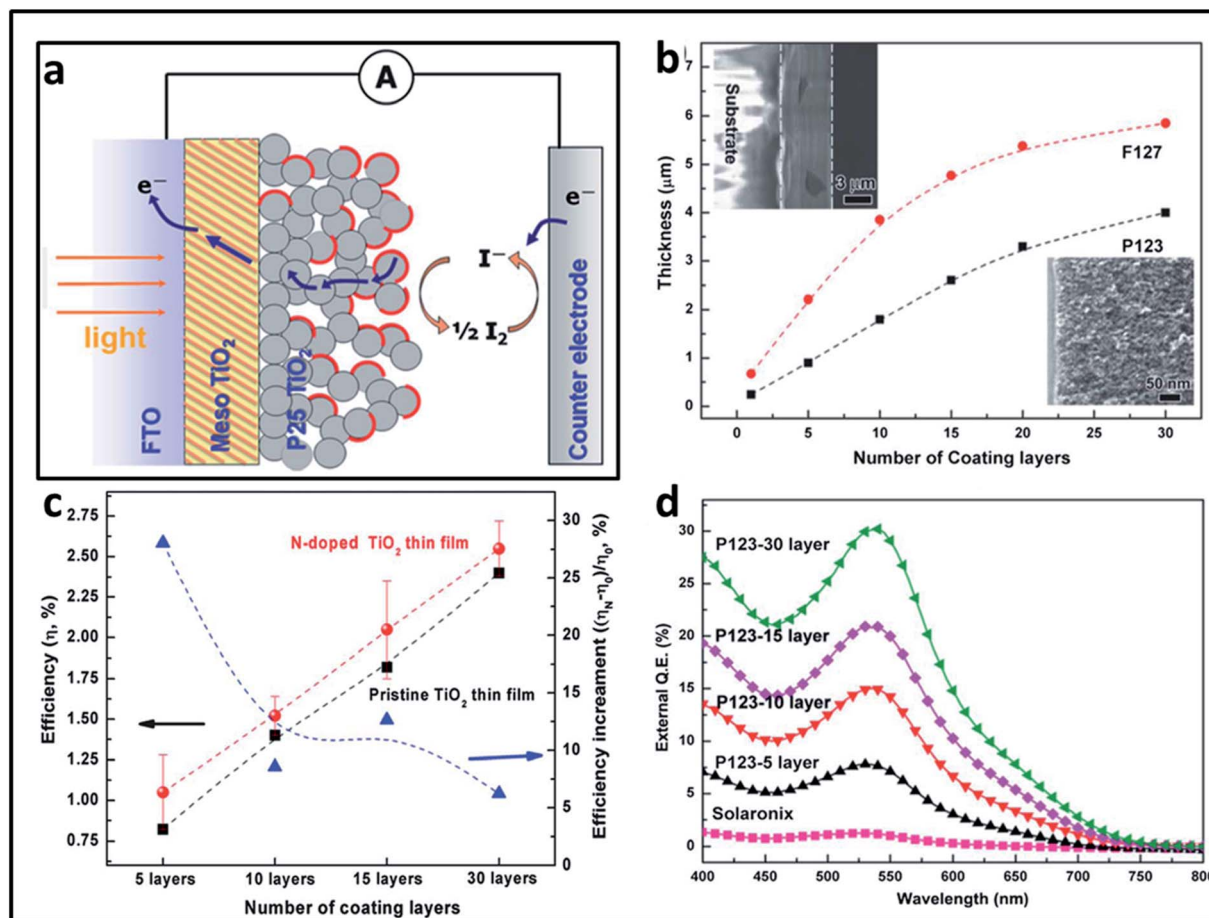 a
A
e⁻
e⁻
light
FTO
Meso TiO₂
P25 TiO₂
I⁻
½ I₂
Counter electrode
b
Thickness (μm)
7
6
5
4
3
2
1
0
Substrate
3 μm
F127
P123
50 nm
0 5 10 15 20 25 30
Number of Coating layers
c
Efficiency (η, %)
2.75
2.50
2.25
2.00
1.75
1.50
1.25
1.00
0.75
N-doped TiO₂ thin film
Pristine TiO₂ thin film
30
25
20
15
10
5
0
Efficiency increament ((ηN-η0)/η0, %)
5 layers 10 layers 15 layers 30 layers
Number of coating layers
d
External Q.E. (%)
30
25
20
15
10
5
0
P123-30 layer
P123-15 layer
P123-10 layer
P123-5 layer
Solaronix
400 450 500 550 600 650 700 750 800
Wavelength (nm)